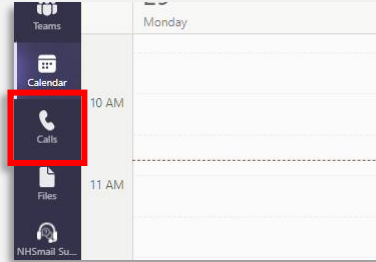 Teams
Calendar
Calls
Files
NHSmail Su...
Monday
10 AM
11 AM